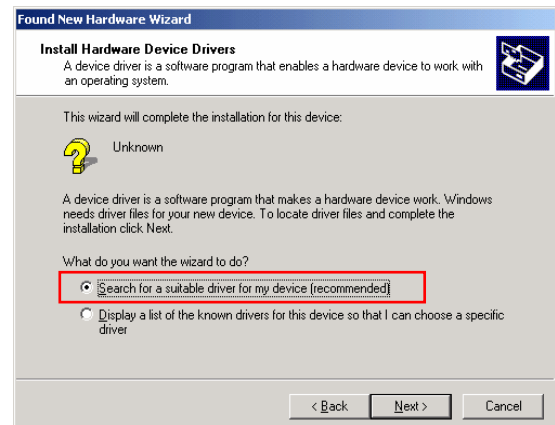 Found New Hardware Wizard
Install Hardware Device Drivers
A device driver is a software program that enables a hardware device to work with
an operating system.
This wizard will complete the installation for this device:
Unknown
A device driver is a software program that makes a hardware device work. Windows
needs driver files for your new device. To locate driver files and complete the
installation click Next.
What do you want the wizard to do?
Search for a suitable driver for my device (recommended)
Display a list of the known drivers for this device so that I can choose a specific
driver
< Back Next > Cancel